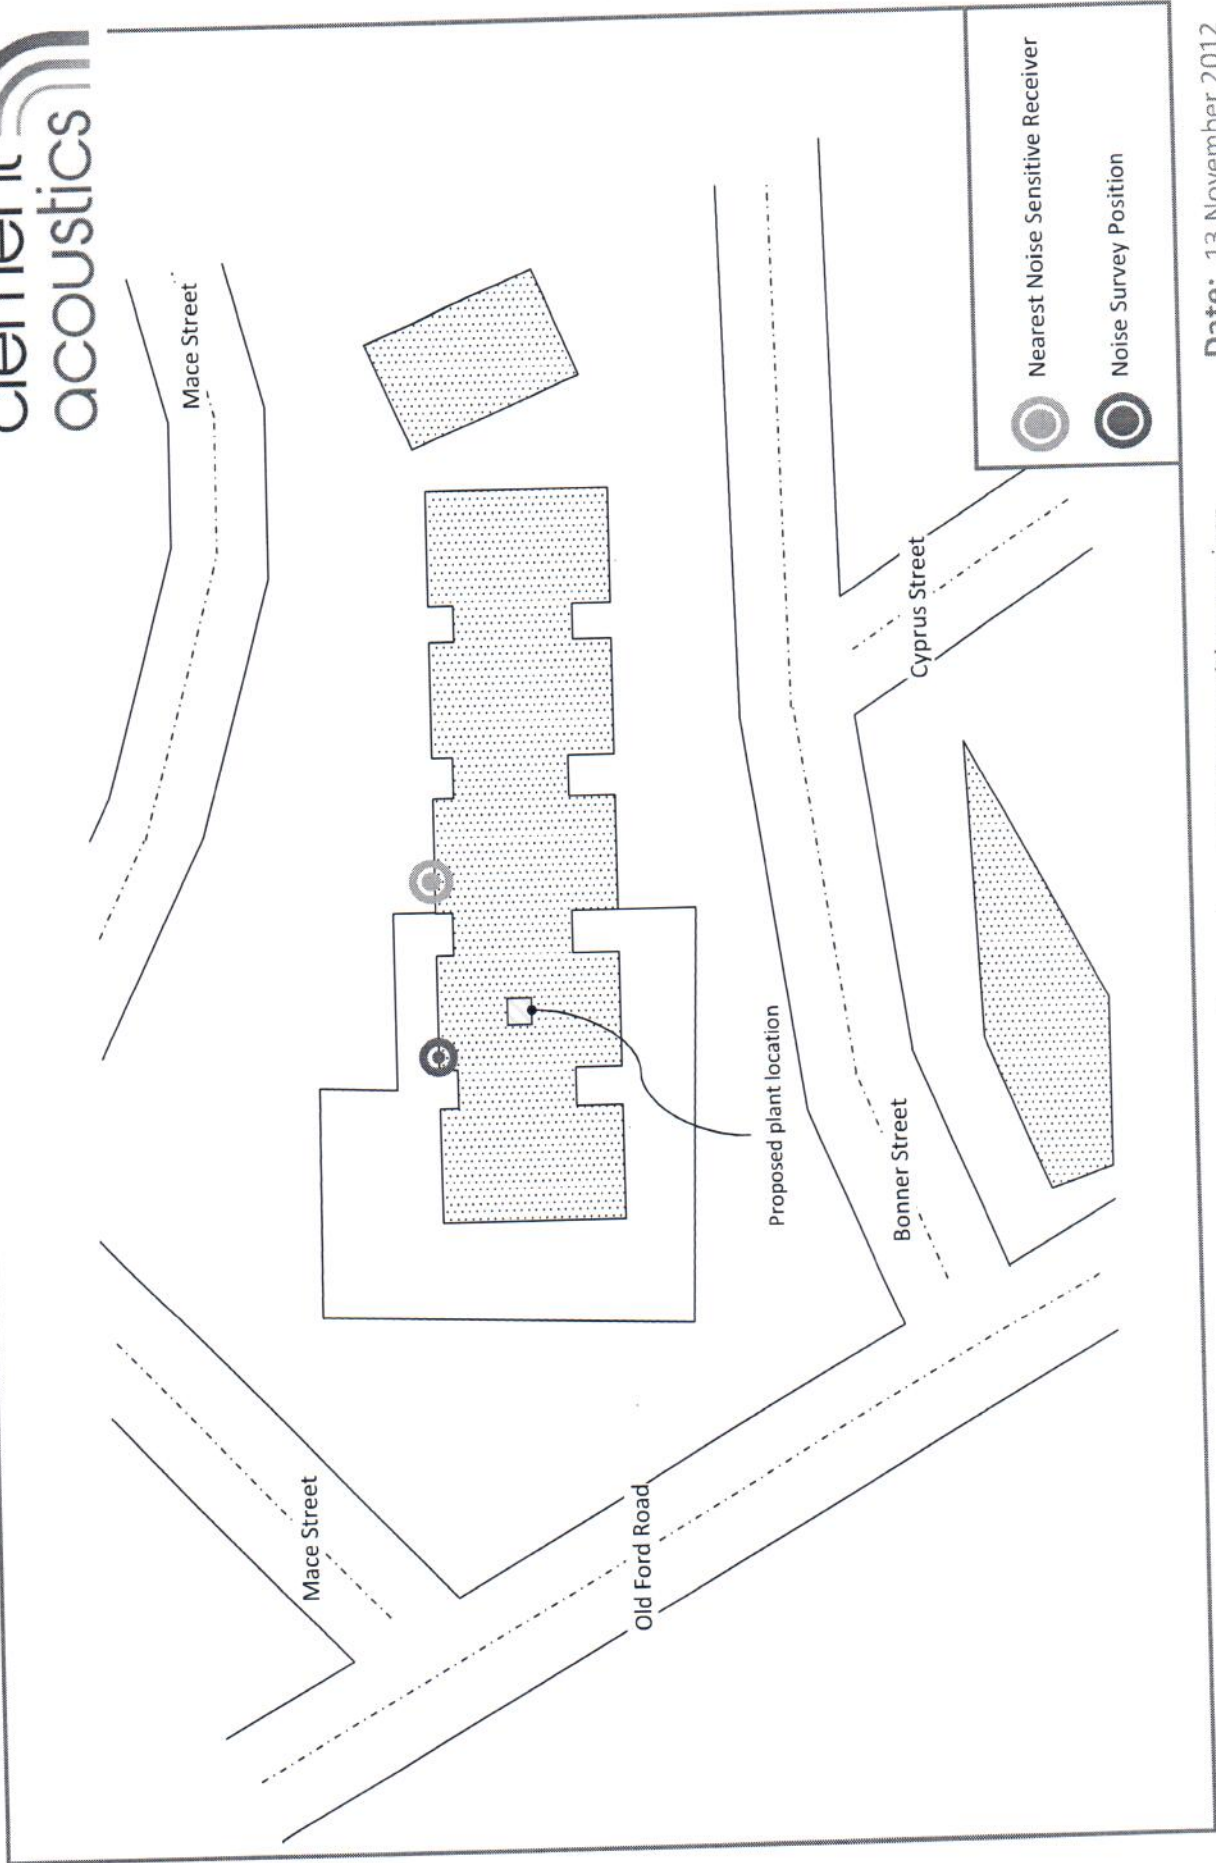 acoustics
Mace Street
Mace Street
Old Ford Road
Proposed plant location
Bonner Street
Cyprus Street
Nearest Noise Sensitive Receiver
Noise Survey Position
Date: 13 November 2012